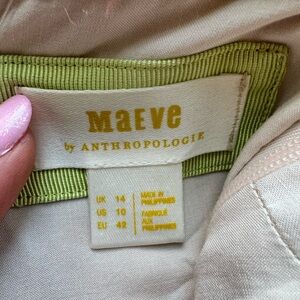 MAEVE
by ANTHROPOLOGIE
UK 14
US 10
EU 42
MADE IN
PHILIPPINES
FABRIQUÉ
AUX
PHILIPPINES